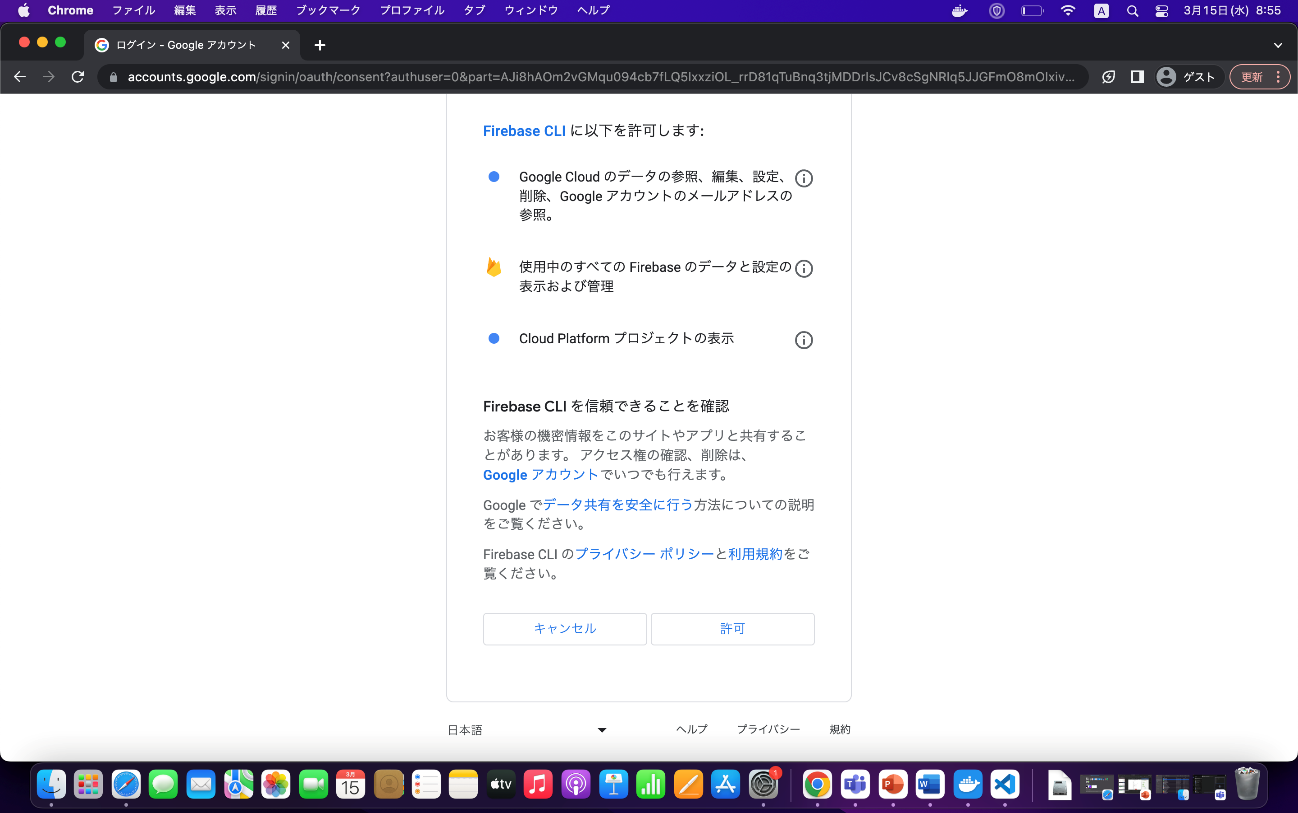 Chrome ファイル 編集 表示 履歴 ブックマーク プロファイル タブ ウィンドウ ヘルプ A 3月15日(水) 8:55
ログイン - Google アカウント
accounts.google.com/signin/oauth/consent?authuser=0&part=AJi8hAOm2vGMqu094cb7fLQ5IxxziOL_rrD81qTuBnq3tjMDDrlsJCv8cSgNRIq5JJGFmO8mOlxiv... ゲスト 更新
Firebase CLI に以下を許可します:
Google Cloud のデータの参照、編集、設定、
削除、Google アカウントのメールアドレスの
参照。
使用中のすべての Firebase のデータと設定の
表示および管理
Cloud Platform プロジェクトの表示
Firebase CLI を信頼できることを確認
お客様の機密情報をこのサイトやアプリと共有するこ
とがあります。 アクセス権の確認、削除は、
Google アカウントでいつでも行えます。
Google でデータ共有を安全に行う方法についての説明
をご覧ください。
Firebase CLI のプライバシー ポリシーと利用規約をご
覧ください。
キャンセル 許可
日本語 ヘルプ プライバシー 規約
3月
15
tv
1